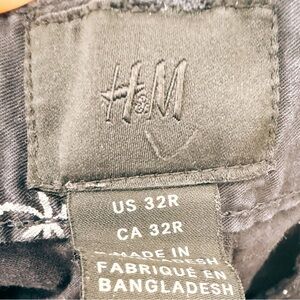 H&M
US 32R
CA 32R
MADE IN
BANGLADESH
FABRIQUÉ EN
BANGLADESH